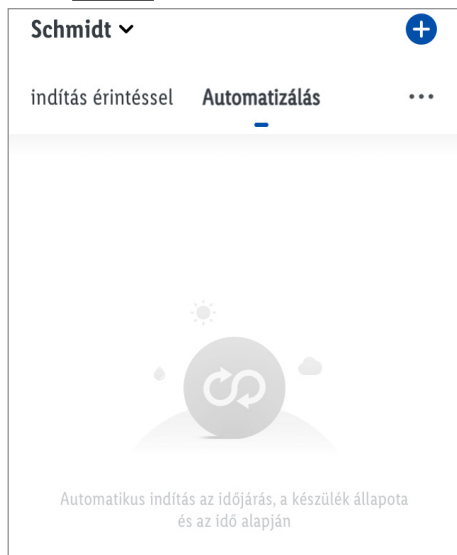 Schmidt
indítás érintéssel Automatizálás
Automatikus indítás az időjárás, a készülék állapota
és az idő alapján